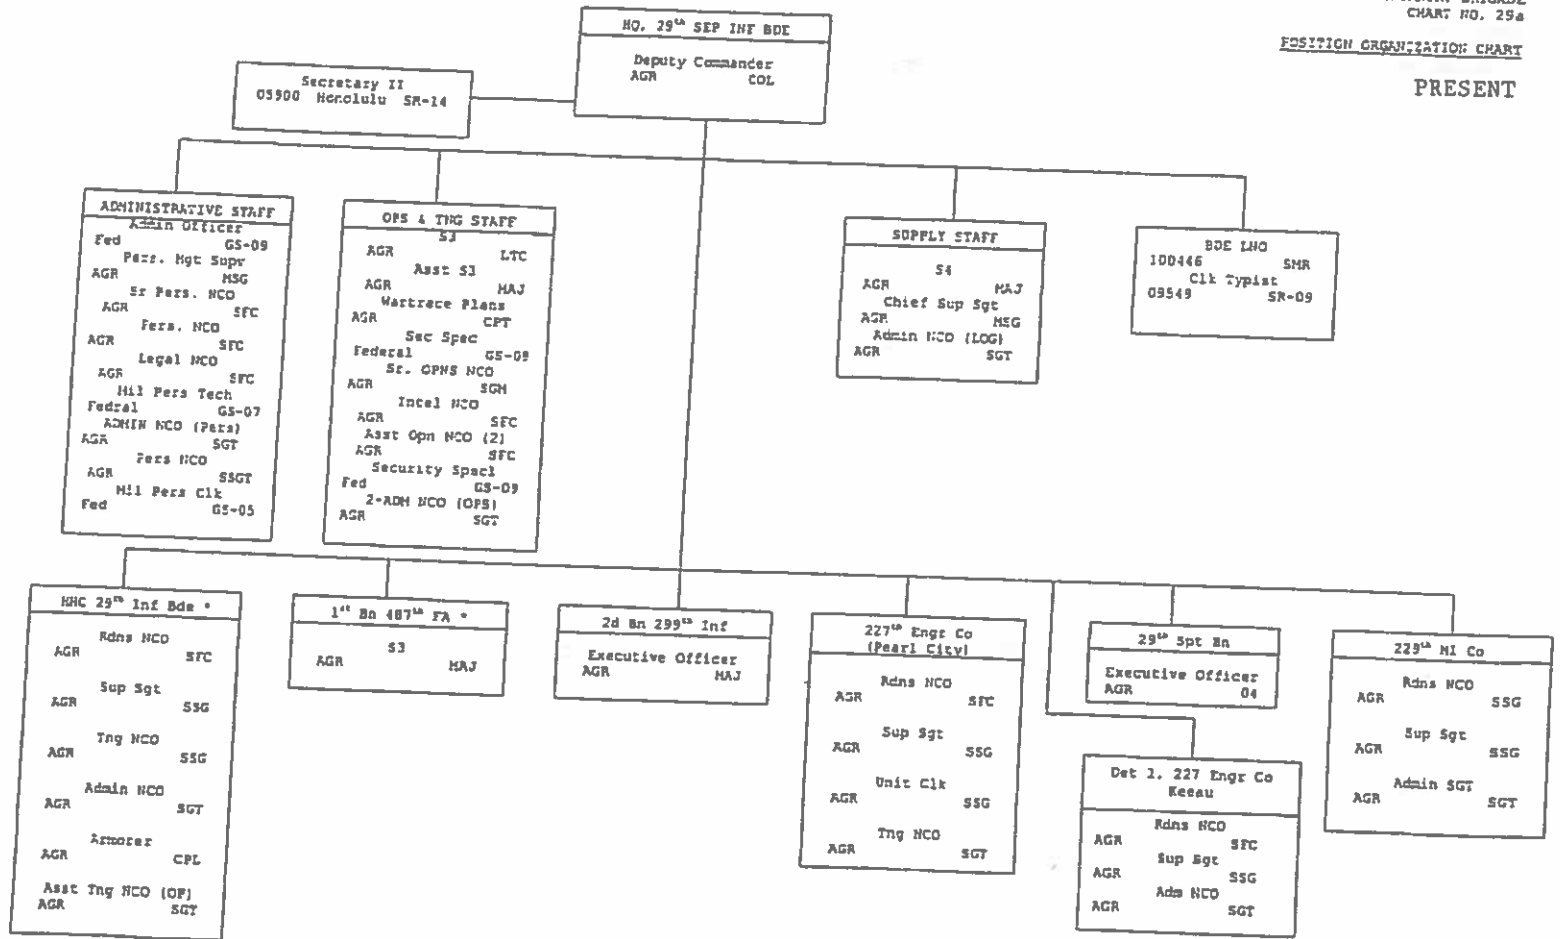 BRIGADE
CHART NO. 29a
POSITION ORGANIZATION CHART
PRESENT
HQ. 29th SEP INF BDE
Deputy Commander
AGR COL
Secretary II
05900 Honolulu SR-14
ADMINISTRATIVE STAFF
Admin Officer
Fed GS-09
Pers. Mgt Supr
AGR MSG
Sr Pers. NCO
AGR SFC
Pers. NCO
AGR SFC
Legal NCO
AGR SFC
Mil Pers Tech
Fedral GS-07
ADMIN NCO (Pers)
AGR SGT
Pers NCO
AGR SSGT
Mil Pers Clk
Fed GS-05
OPS & TNG STAFF
S3
AGR LTC
Asst S3
AGR MAJ
Wartrace Plans
AGR CPT
Sec Spec
Federal GS-09
Sr. OPNS NCO
AGR SGM
Intel NCO
AGR SFC
Asst Opn NCO (2)
AGR SFC
Security Spacl
Fed GS-09
2-ADM NCO (OPS)
AGR SGT
SUPPLY STAFF
S4
AGR MAJ
Chief Sup Sgt
AGR MSG
Admin NCO (LOG)
AGR SGT
BDE LNO
100446 SMR
Clk Typist
09549 SR-09
HHC 29th Inf Bde *
Rdns NCO
AGR SFC
Sup Sgt
AGR SSG
Tng NCO
AGR SSG
Admin NCO
AGR SGT
Armorer
AGR CPL
Asst Tng NCO (OP)
AGR SGT
1st Bn 487th FA *
S3
AGR MAJ
2d Bn 299th Inf
Executive Officer
AGR MAJ
227th Engr Co
(Pearl City)
Rdns NCO
AGR SFC
Sup Sgt
AGR SSG
Unit Clk
AGR SSG
Tng NCO
AGR SGT
29th Spt Bn
Executive Officer
AGR 04
Det 1, 227 Engr Co
Keeau
Rdns NCO
AGR SFC
Sup Sgt
AGR SSG
Adm NCO
AGR SGT
229th MI Co
Rdns NCO
AGR SSG
Sup Sgt
AGR SSG
Admin SGT
AGR SGT